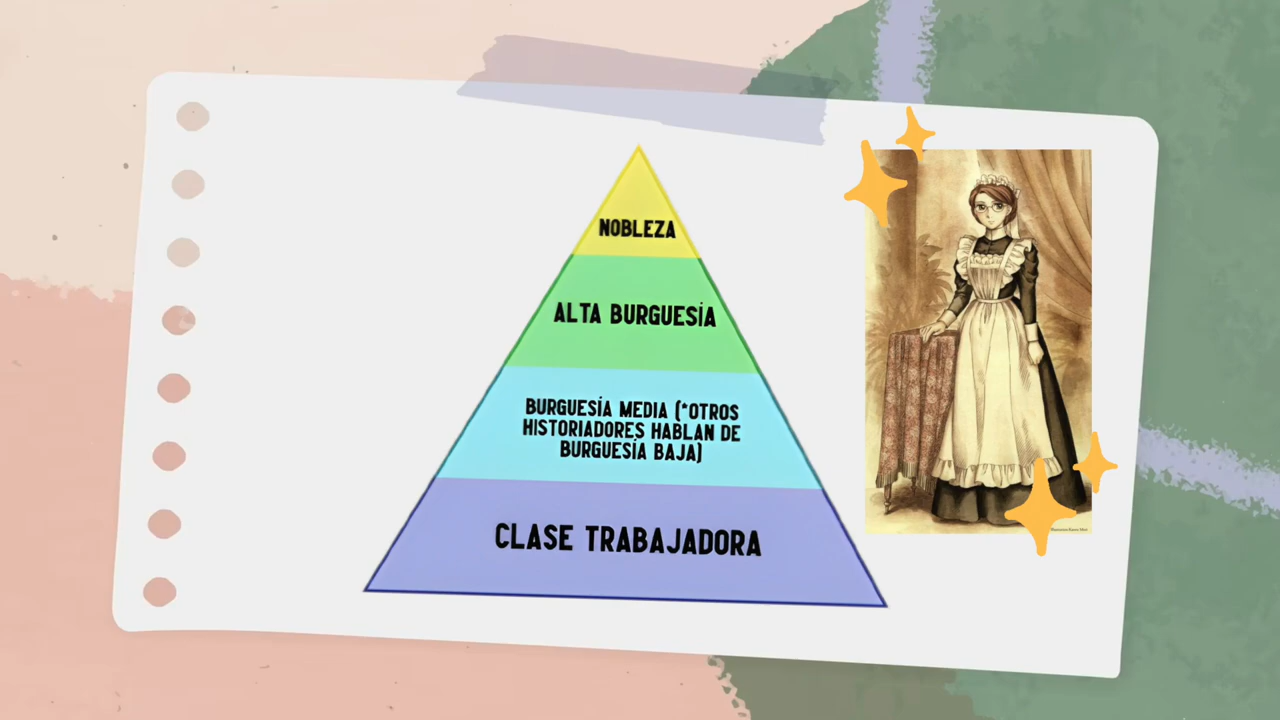 NOBLEZA
ALTA BURGUESÍA
BURGUESÍA MEDIA (*OTROS
HISTORIADORES HABLAN DE
BURGUESÍA BAJA)
CLASE TRABAJADORA